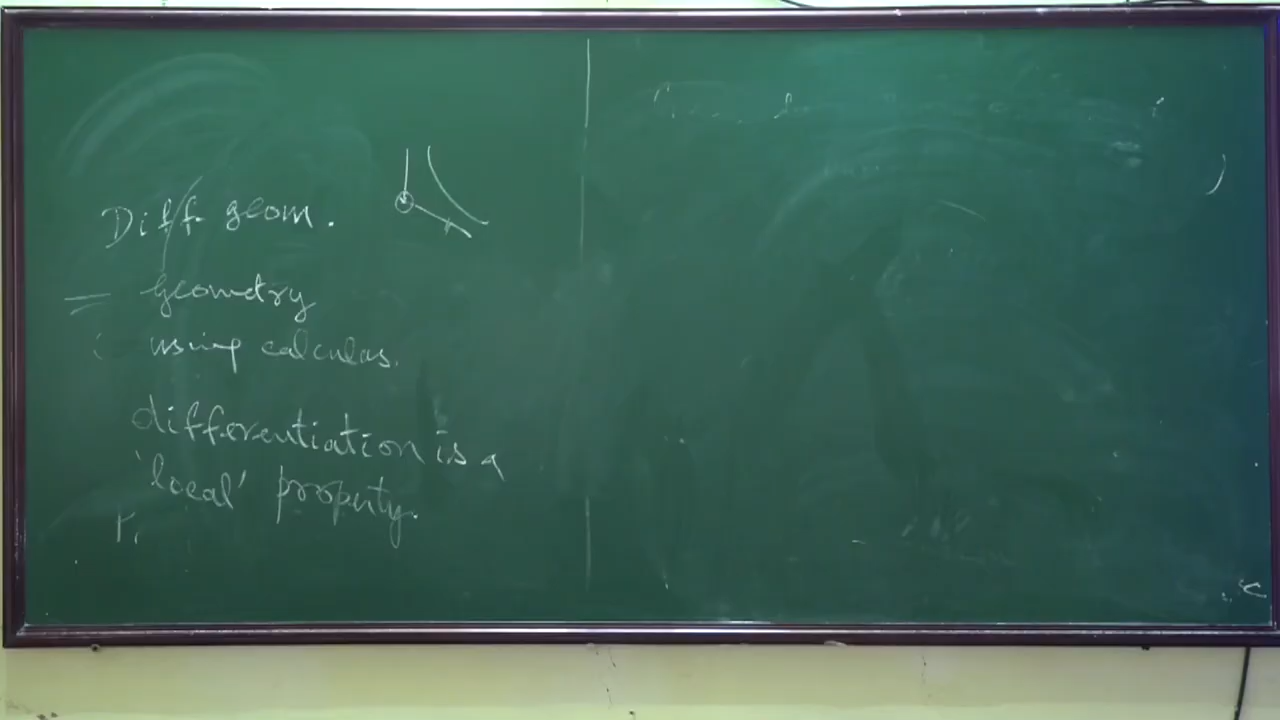 Diff. geom.
= geometry
using calculus.
differentiation is a
'local' property.